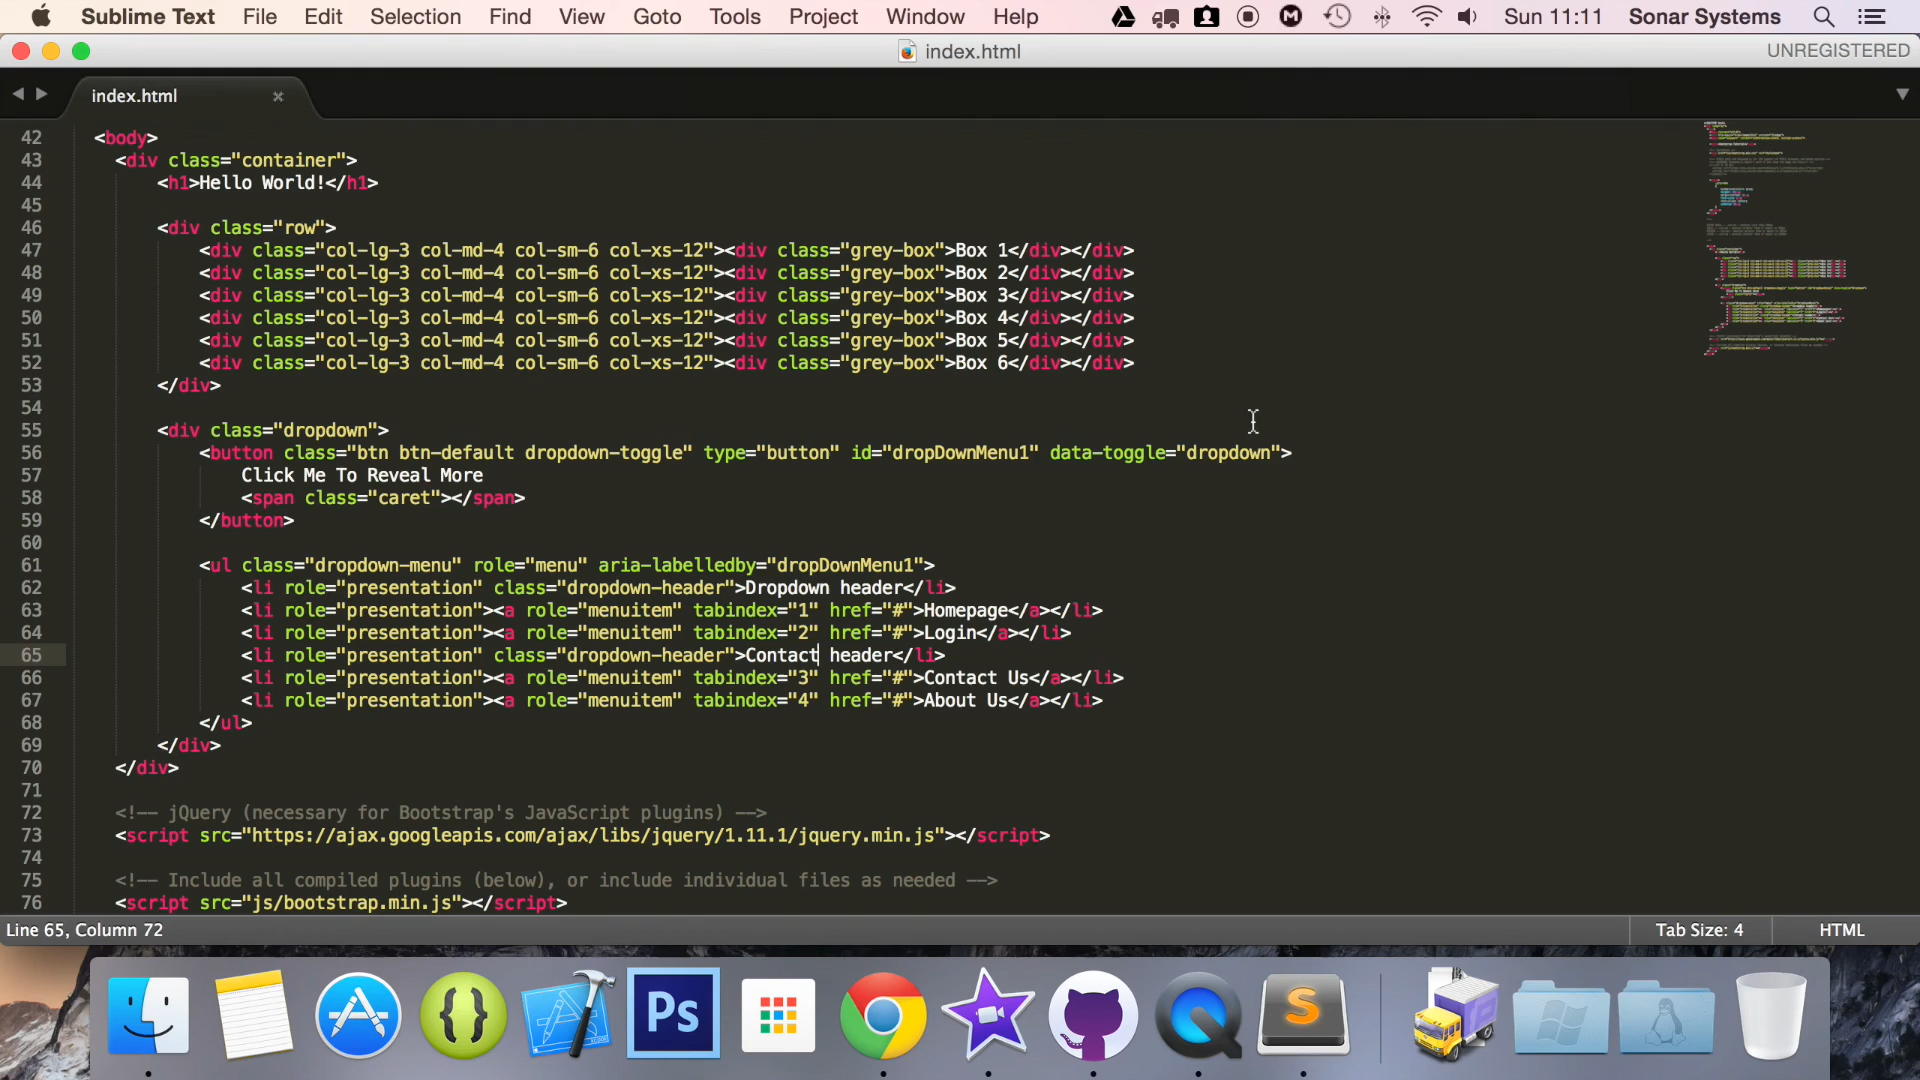 Sublime Text File Edit Selection Find View Goto Tools Project Window Help Sun 11:11 Sonar Systems
index.html UNREGISTERED
index.html
42 <body>
43 <div class="container">
44 <h1>Hello World!</h1>
45
46 <div class="row">
47 <div class="col-lg-3 col-md-4 col-sm-6 col-xs-12"><div class="grey-box">Box 1</div></div>
48 <div class="col-lg-3 col-md-4 col-sm-6 col-xs-12"><div class="grey-box">Box 2</div></div>
49 <div class="col-lg-3 col-md-4 col-sm-6 col-xs-12"><div class="grey-box">Box 3</div></div>
50 <div class="col-lg-3 col-md-4 col-sm-6 col-xs-12"><div class="grey-box">Box 4</div></div>
51 <div class="col-lg-3 col-md-4 col-sm-6 col-xs-12"><div class="grey-box">Box 5</div></div>
52 <div class="col-lg-3 col-md-4 col-sm-6 col-xs-12"><div class="grey-box">Box 6</div></div>
53 </div>
54
55 <div class="dropdown">
56 <button class="btn btn-default dropdown-toggle" type="button" id="dropDownMenu1" data-toggle="dropdown">
57 Click Me To Reveal More
58 <span class="caret"></span>
59 </button>
60
61 <ul class="dropdown-menu" role="menu" aria-labelledby="dropDownMenu1">
62 <li role="presentation" class="dropdown-header">Dropdown header</li>
63 <li role="presentation"><a role="menuitem" tabindex="1" href="#">Homepage</a></li>
64 <li role="presentation"><a role="menuitem" tabindex="2" href="#">Login</a></li>
65 <li role="presentation" class="dropdown-header">Contact header</li>
66 <li role="presentation"><a role="menuitem" tabindex="3" href="#">Contact Us</a></li>
67 <li role="presentation"><a role="menuitem" tabindex="4" href="#">About Us</a></li>
68 </ul>
69 </div>
70 </div>
71
72 <!-- jQuery (necessary for Bootstrap's JavaScript plugins) -->
73 <script src="https://ajax.googleapis.com/ajax/libs/jquery/1.11.1/jquery.min.js"></script>
74
75 <!-- Include all compiled plugins (below), or include individual files as needed -->
76 <script src="js/bootstrap.min.js"></script>
Line 65, Column 72 Tab Size: 4 HTML
{} Ps S